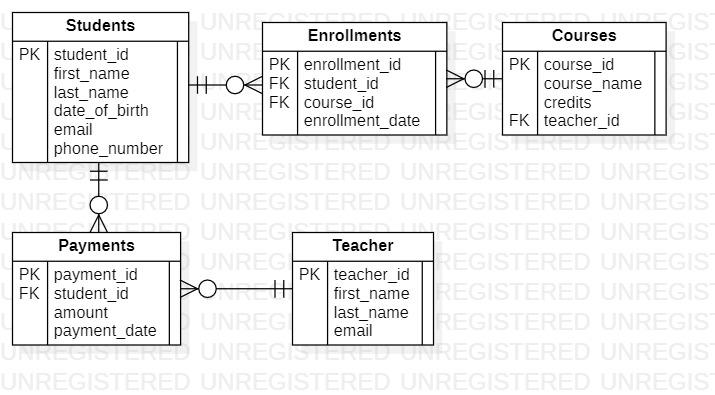 Students
PK student_id
first_name
last_name
date_of_birth
email
phone_number
Enrollments
PK enrollment_id
FK student_id
FK course_id
enrollment_date
Courses
PK course_id
course_name
credits
FK teacher_id
Payments
PK payment_id
FK student_id
amount
payment_date
Teacher
PK teacher_id
first_name
last_name
email
UNREGISTERED UNREGISTERED UNREGISTERED